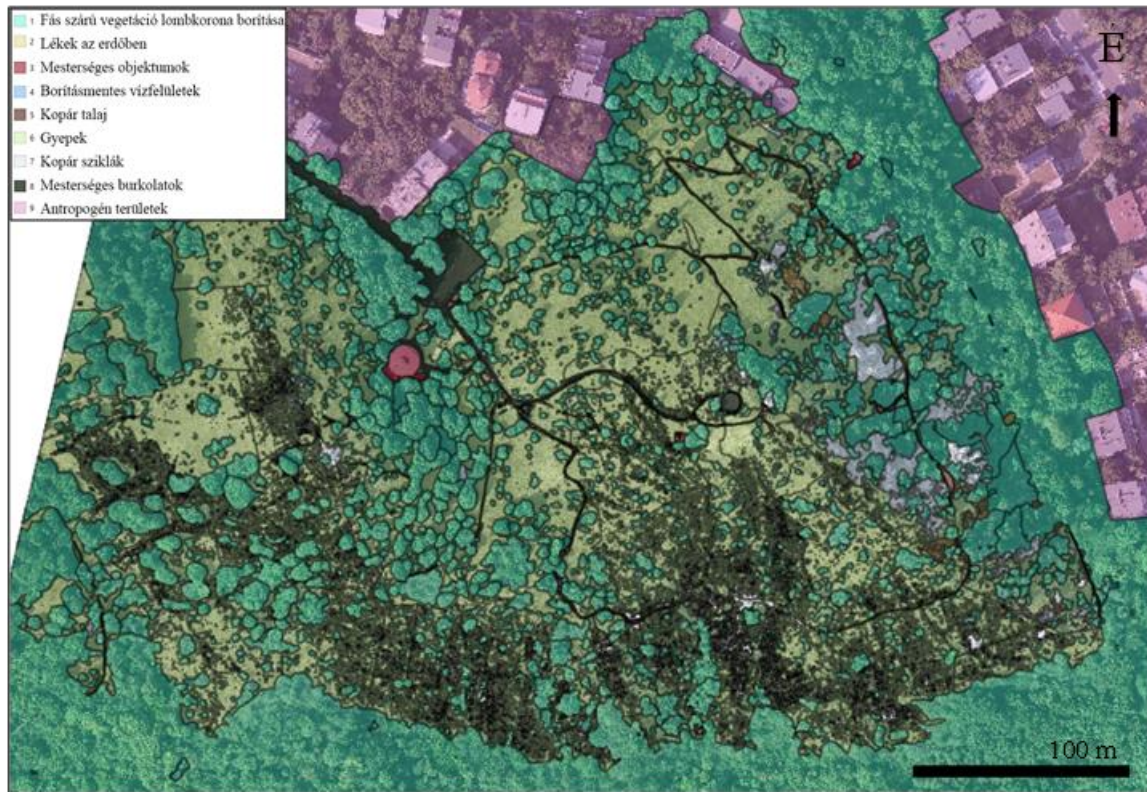 1 Fás szárú vegetáció lombkorona borítása
2 Lékek az erdőben
3 Mesterséges objektumok
4 Borításmentes vízfelületek
5 Kopár talaj
6 Gyepek
7 Kopár sziklák
8 Mesterséges burkolatok
9 Antropogén területek
É
100 m